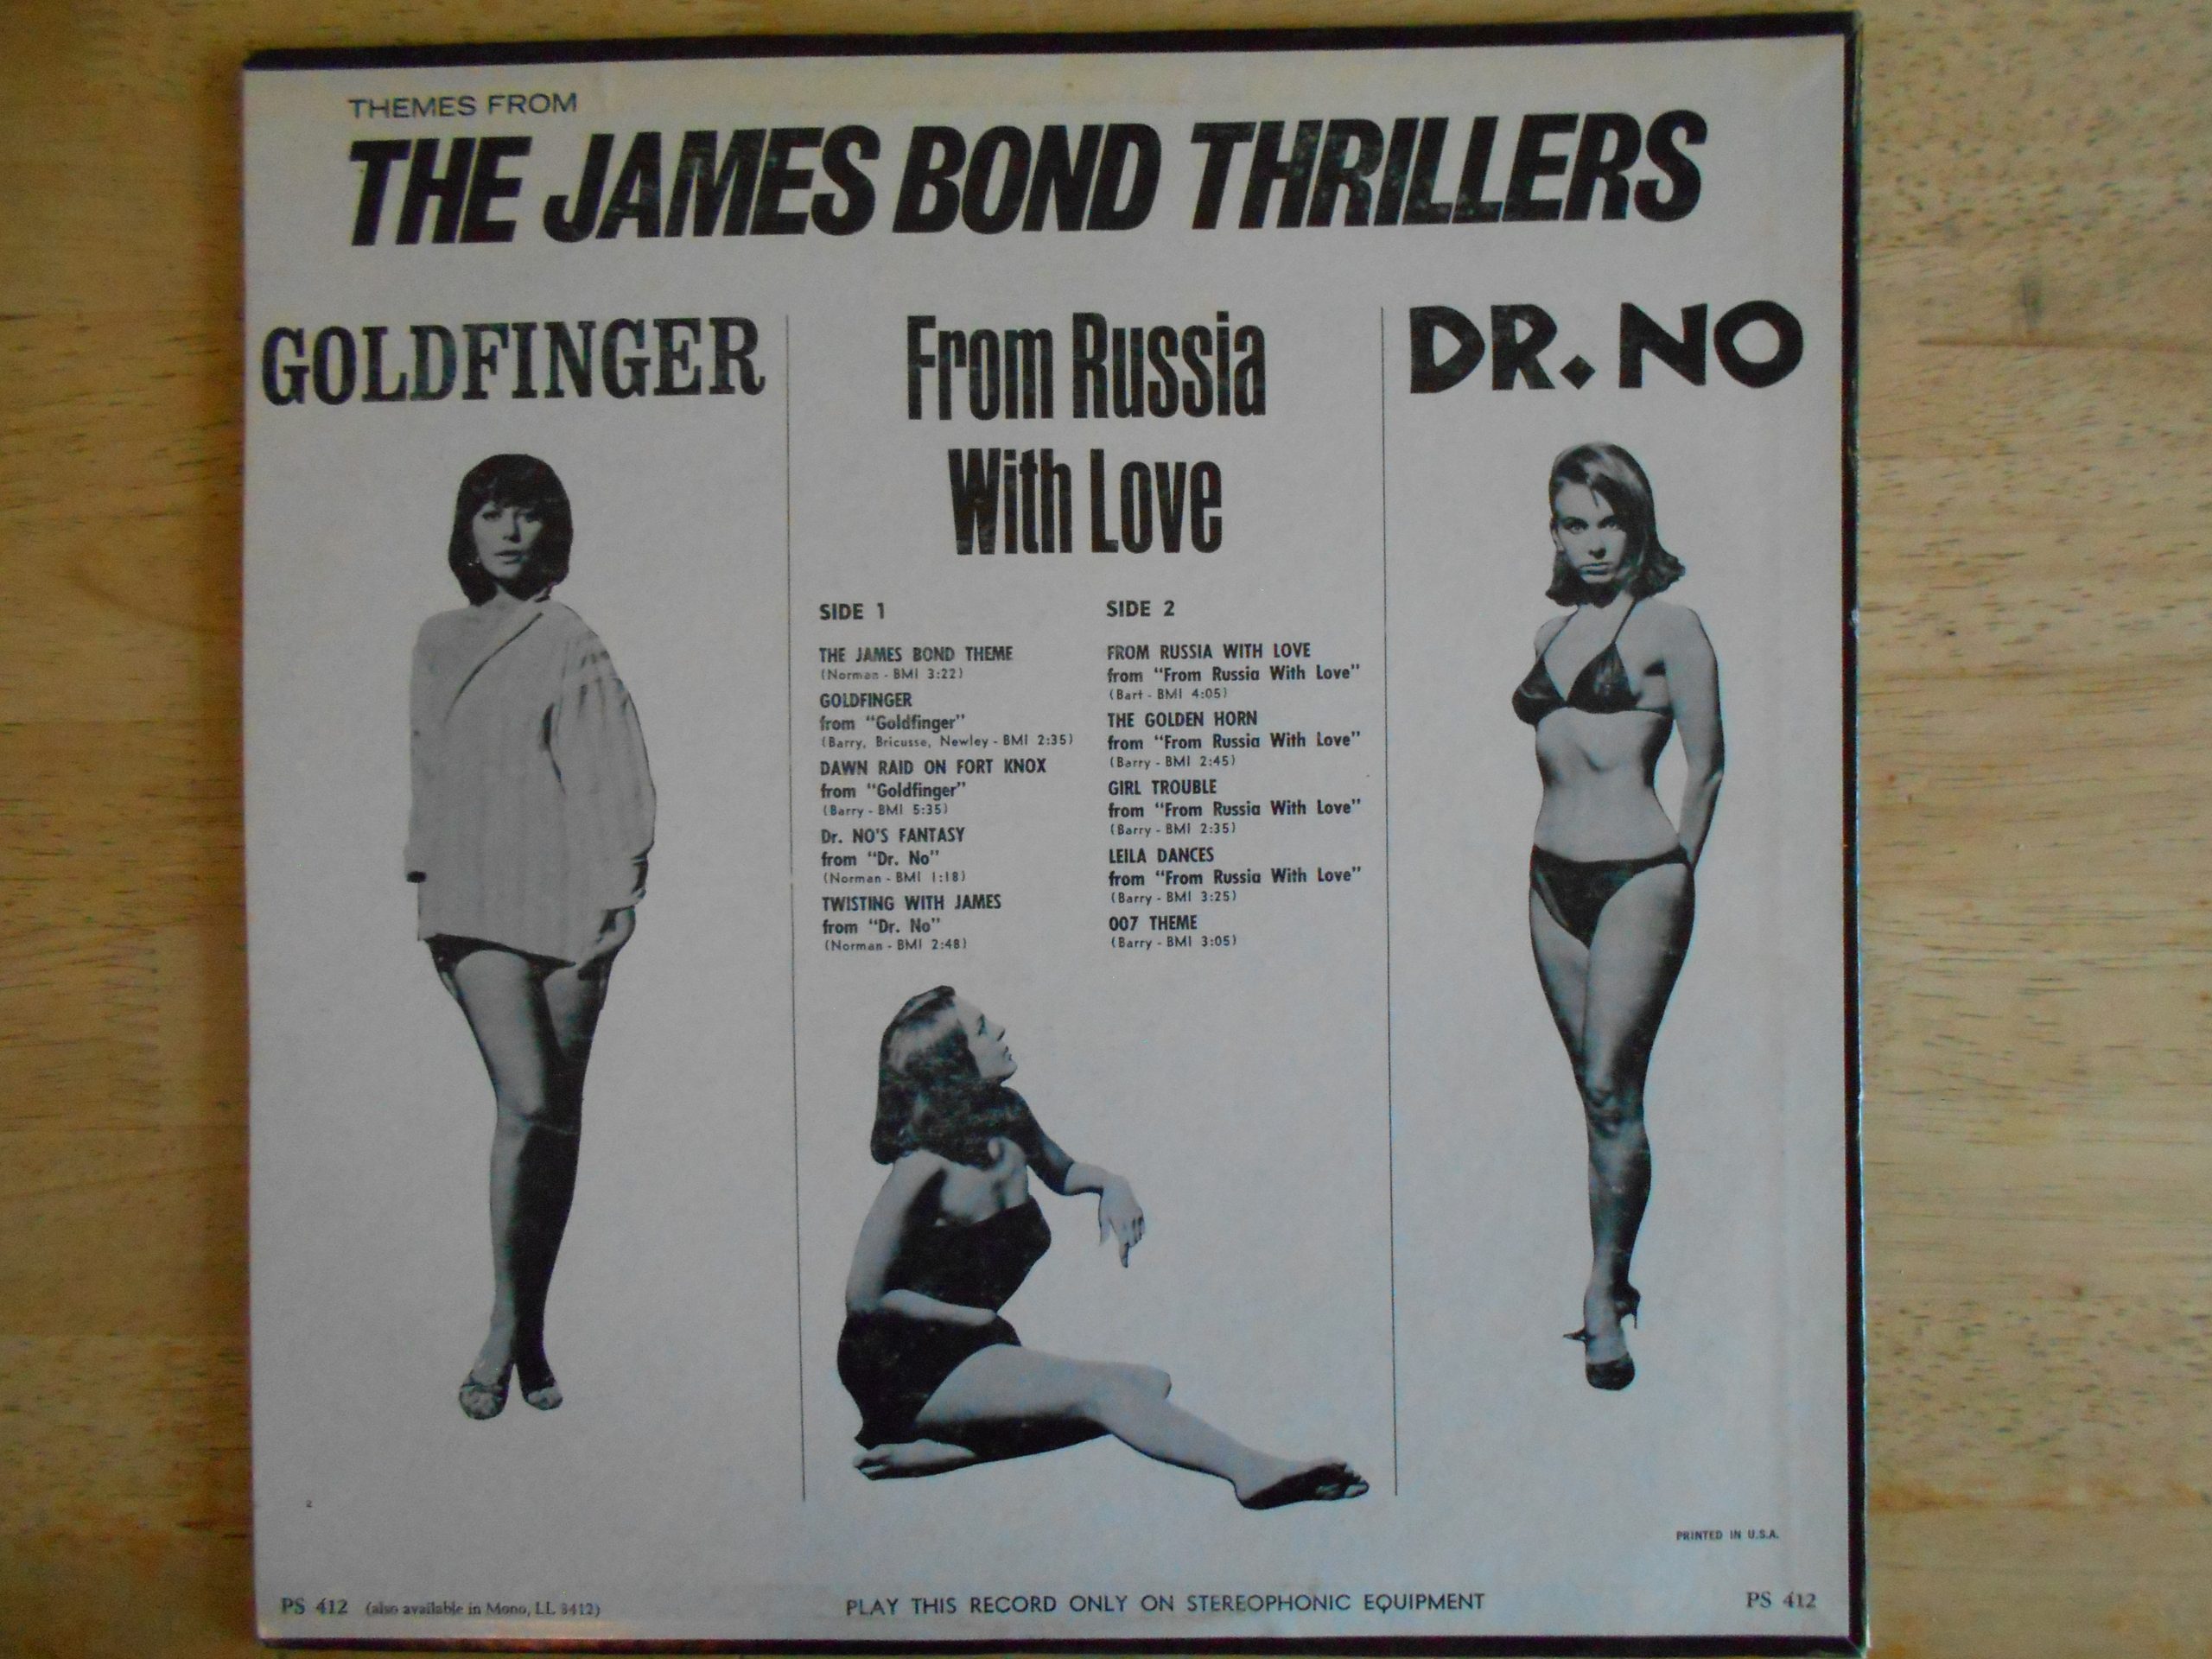 THEMES FROM
THE JAMES BOND THRILLERS
GOLDFINGER
From Russia
With Love
DR. NO
SIDE 1
THE JAMES BOND THEME
(Norman - BMI 3:22)
GOLDFINGER
from "Goldfinger"
(Barry, Bricusse, Newley - BMI 2:35)
DAWN RAID ON FORT KNOX
from "Goldfinger"
(Barry - BMI 5:35)
Dr. NO'S FANTASY
from "Dr. No"
(Norman - BMI 1:18)
TWISTING WITH JAMES
from "Dr. No"
(Norman - BMI 2:48)
SIDE 2
FROM RUSSIA WITH LOVE
from "From Russia With Love"
(Bart - BMI 4:05)
THE GOLDEN HORN
from "From Russia With Love"
(Barry - BMI 2:45)
GIRL TROUBLE
from "From Russia With Love"
(Barry - BMI 2:35)
LEILA DANCES
from "From Russia With Love"
(Barry - BMI 3:25)
007 THEME
(Barry - BMI 3:05)
2
PRINTED IN U.S.A.
PS 412 (also available in Mono, LL 3412)
PLAY THIS RECORD ONLY ON STEREOPHONIC EQUIPMENT
PS 412